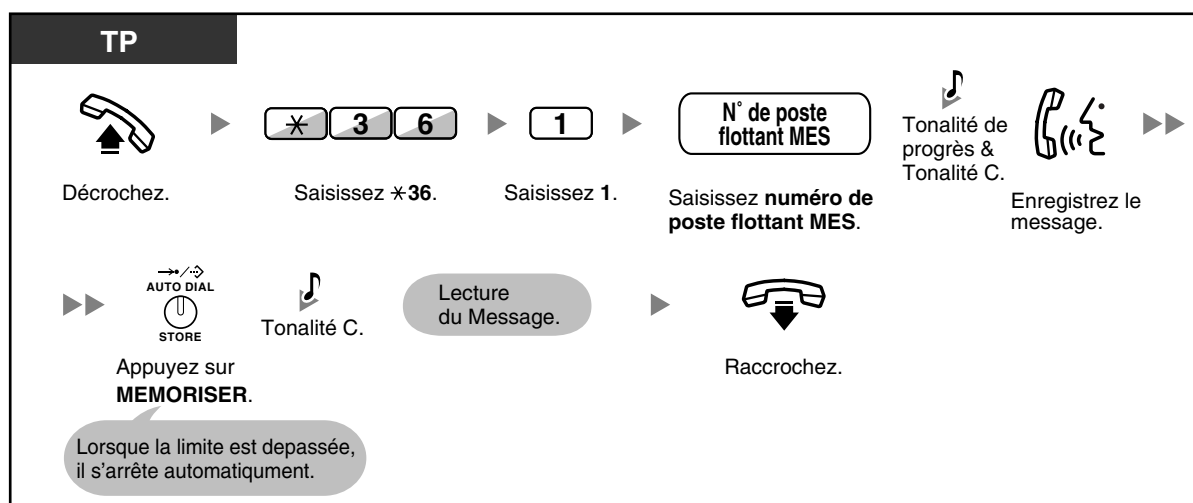 TP
✳ 3 6
1
N° de poste
flottant MES
Tonalité de
progrès &
Tonalité C.
Décrochez.
Saisissez ✳36.
Saisissez 1.
Saisissez numéro de
poste flottant MES.
Enregistrez le
message.
AUTO DIAL
STORE
Tonalité C.
Lecture
du Message.
Appuyez sur
MEMORISER.
Raccrochez.
Lorsque la limite est depassée,
il s'arrête automatiqument.